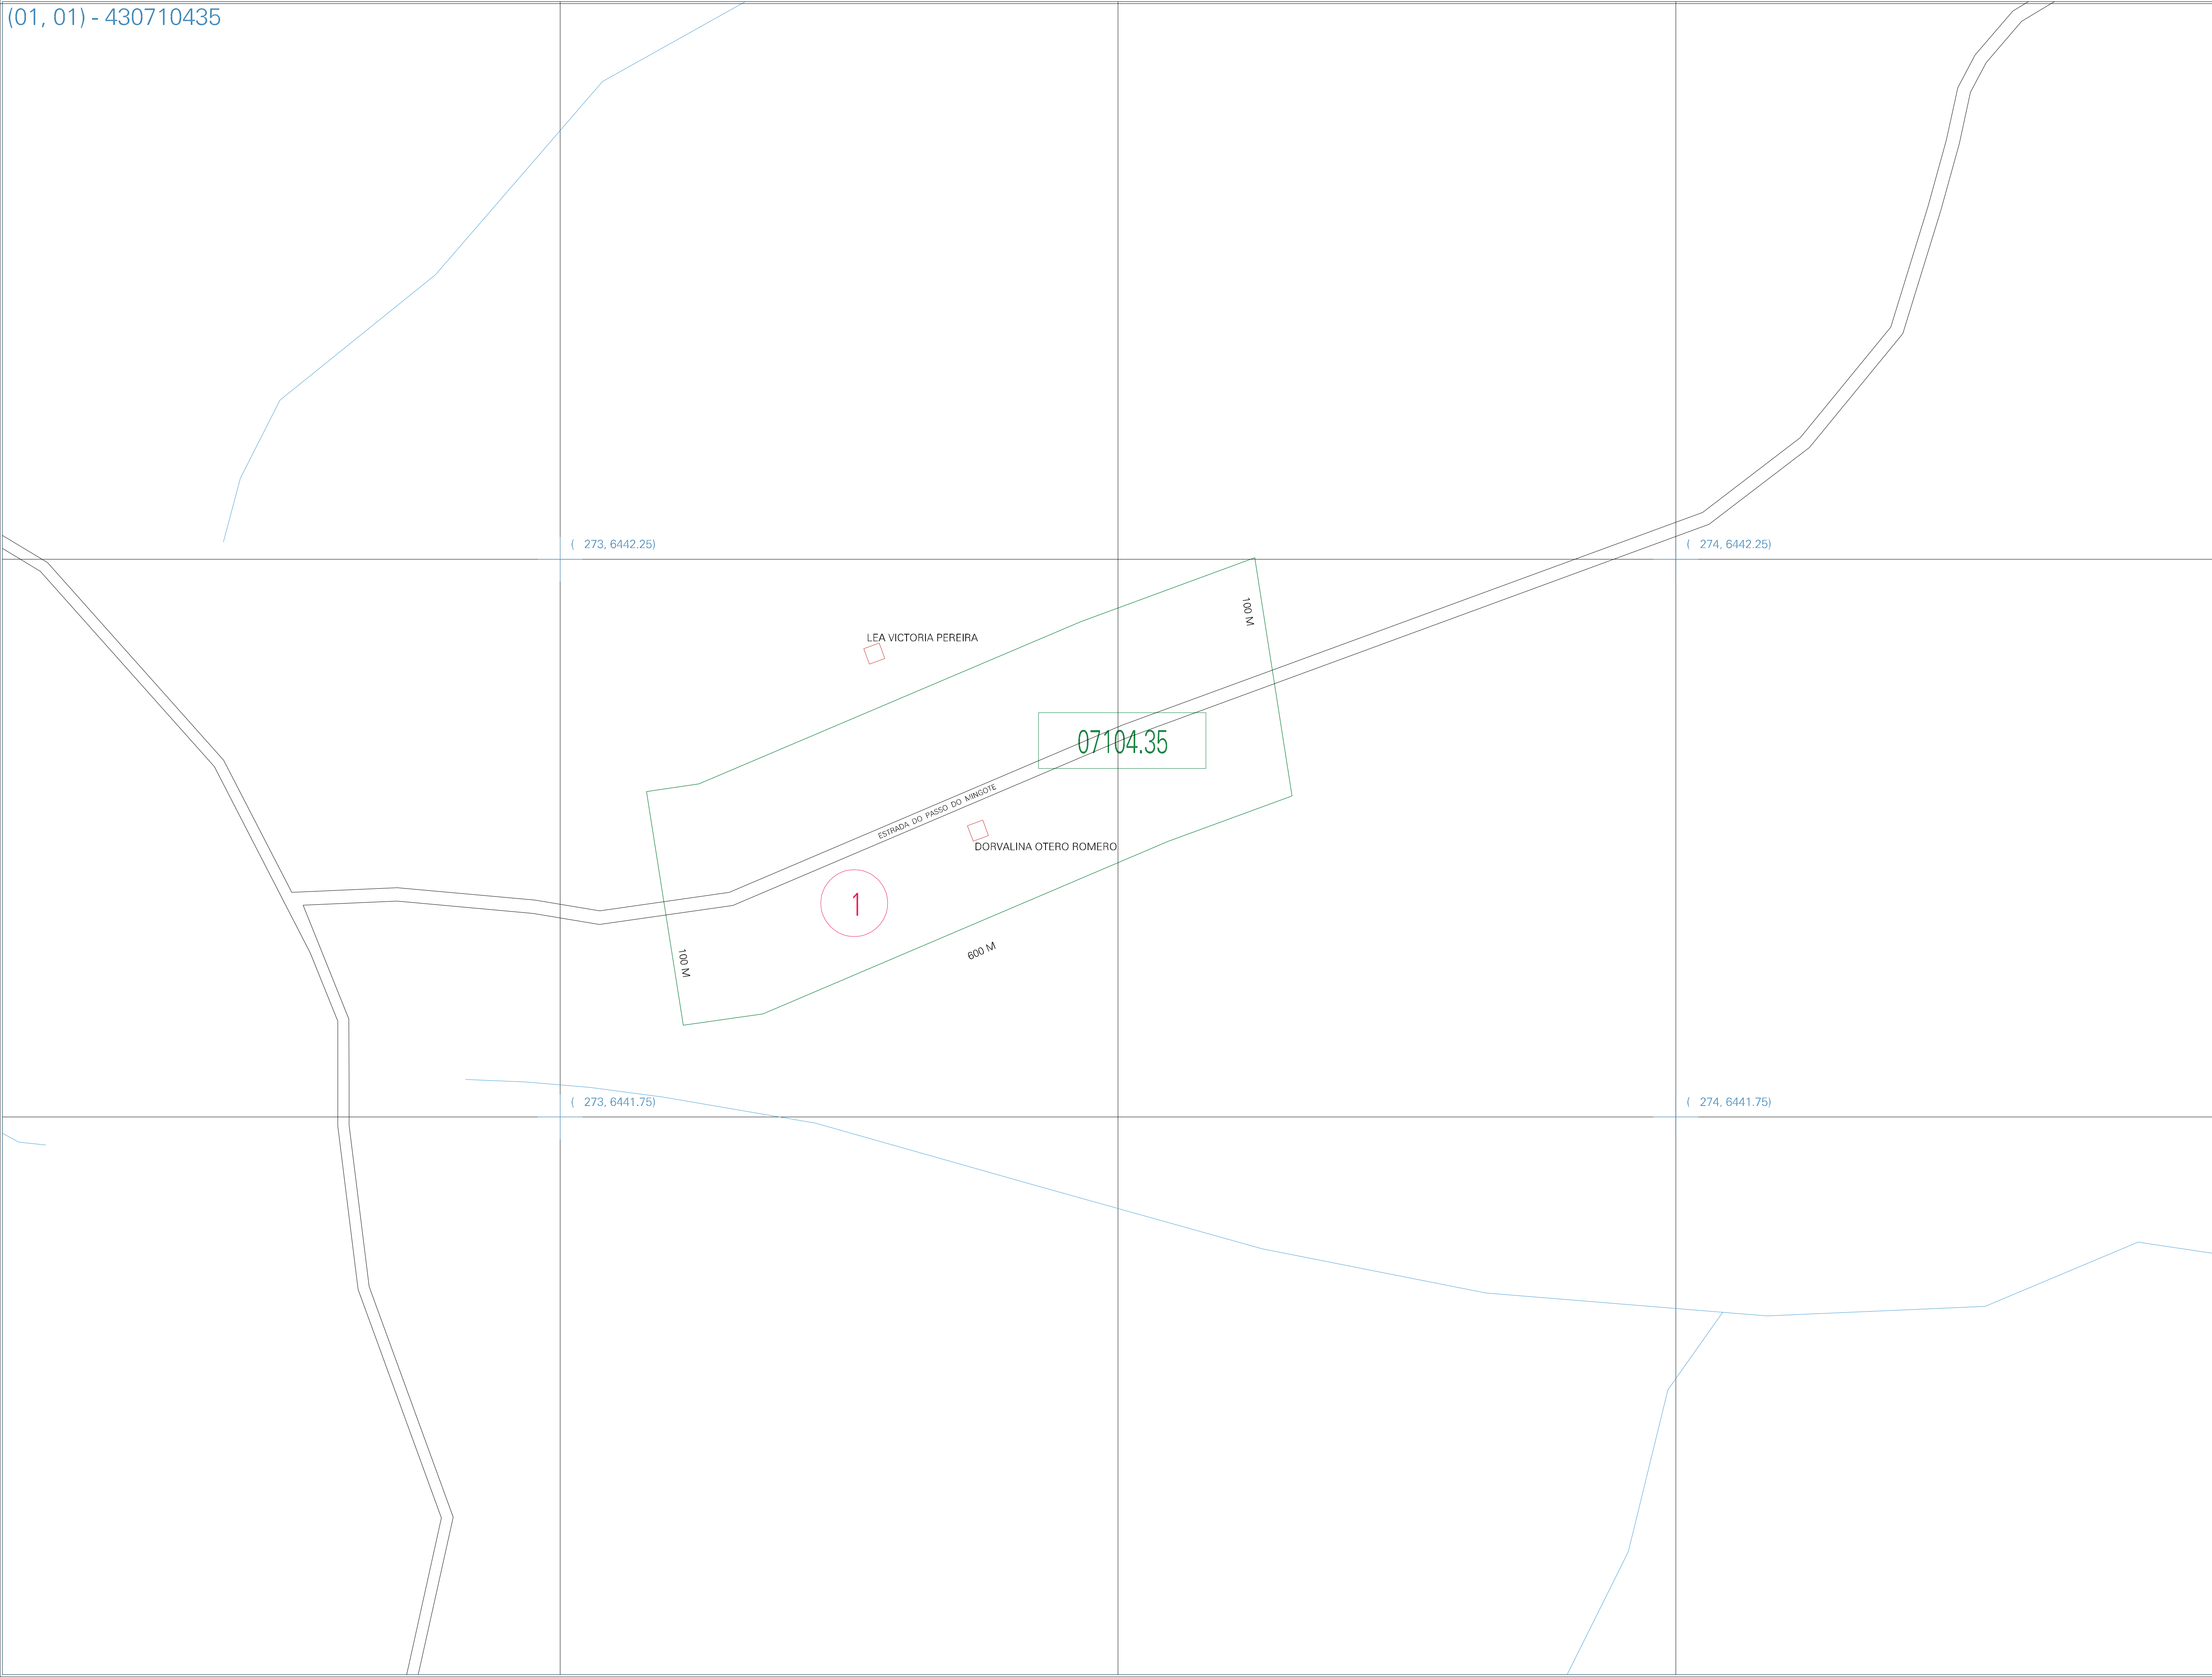 (01, 01) - 430710435
( 273, 6442.25)
( 274, 6442.25)
100 M
LEA VICTORIA PEREIRA
07104.35
ESTRADA DO PASSO DO MINGOTE
DORVALINA OTERO ROMERO
1
600 M
100 M
( 273, 6441.75)
( 274, 6441.75)